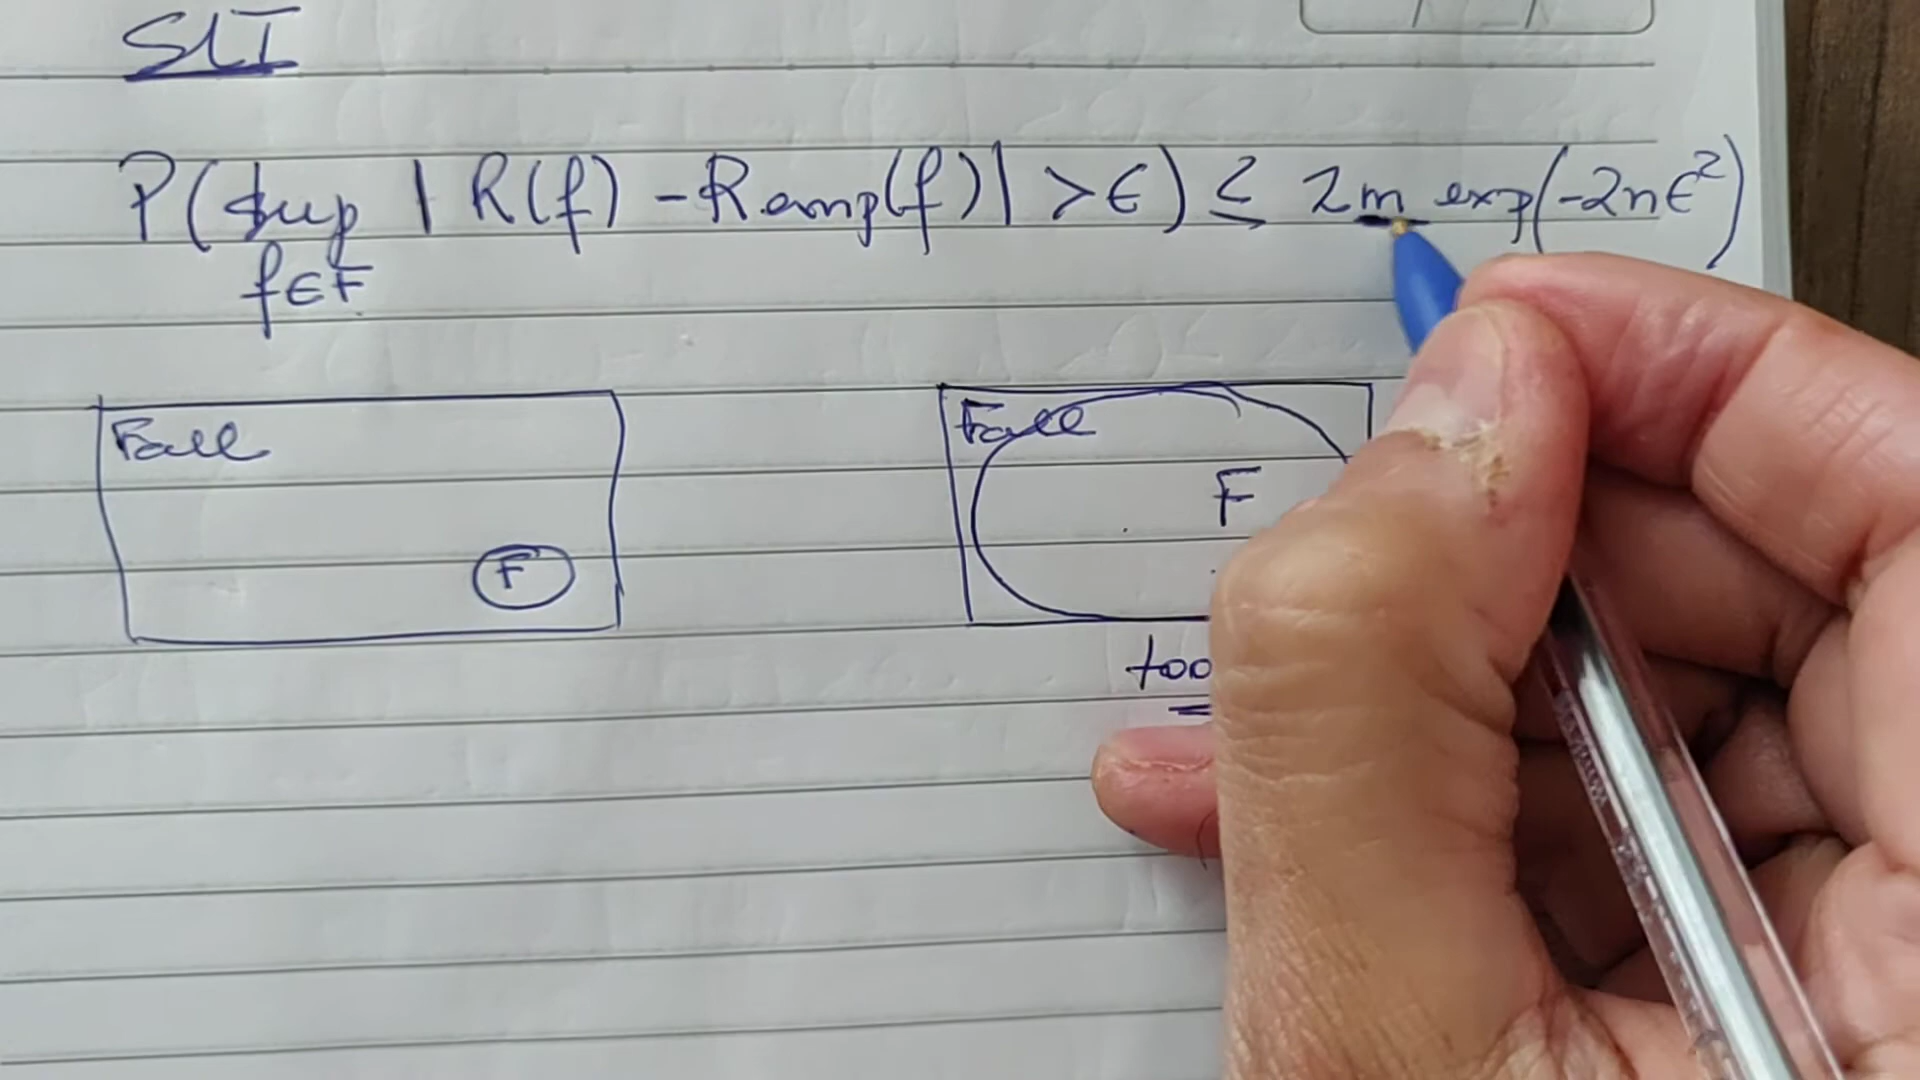 SLT
P(sup |R(f) - Remp(f)| > ϵ) ≤ 2m exp(-2nϵ²)
f∈F
Fall Fall
F
F
too